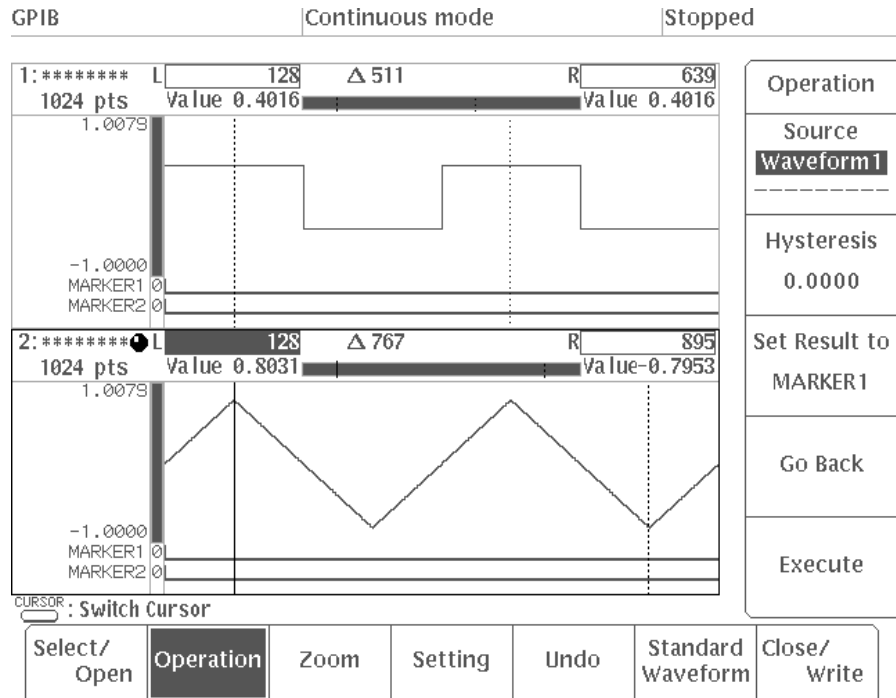 GPIB Continuous mode Stopped
1:******** L 128 Δ 511 R 639
1024 pts Value 0.4016 Value 0.4016
1.0079
-1.0000
MARKER1 0
MARKER2 0
2:******** L 128 Δ 767 R 895
1024 pts Value 0.8031 Value-0.7953
1.0079
-1.0000
MARKER1 0
MARKER2 0
CURSOR : Switch Cursor
Operation
Source
Waveform1
Hysteresis
0.0000
Set Result to
MARKER1
Go Back
Execute
Select/ Open
Operation
Zoom
Setting
Undo
Standard Waveform
Close/ Write